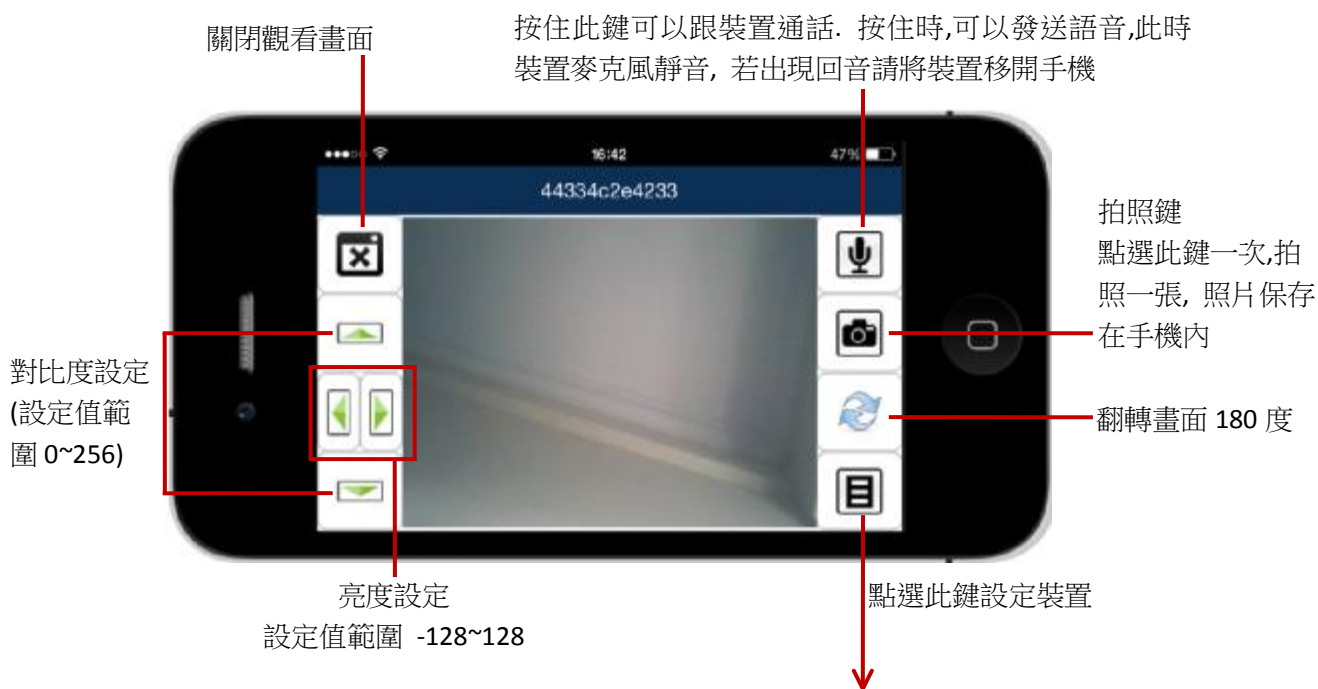 關閉觀看畫面
按住此鍵可以跟裝置通話. 按住時,可以發送語音,此時
裝置麥克風靜音, 若出現回音請將裝置移開手機
16:42
47%
44334c2e4233
拍照鍵
點選此鍵一次,拍
照一張, 照片保存
在手機內
對比度設定
(設定值範
圍 0~256)
翻轉畫面 180 度
亮度設定
設定值範圍 -128~128
點選此鍵設定裝置